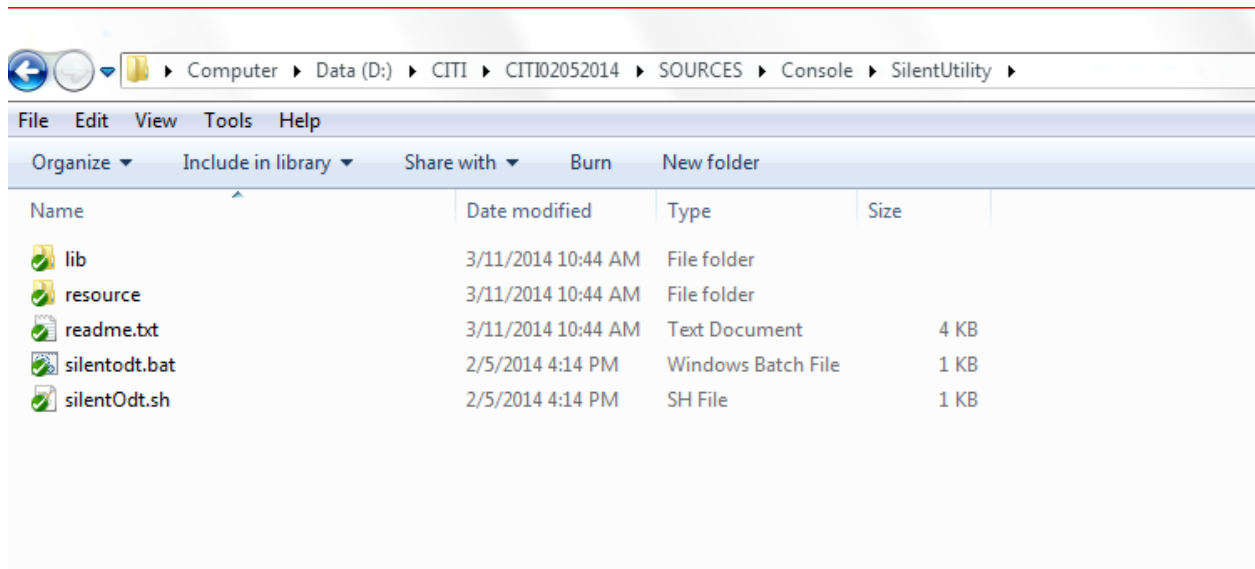 Computer Data (D:) CITI CITI02052014 SOURCES Console SilentUtility
File Edit View Tools Help
Organize Include in library Share with Burn New folder
Name Date modified Type Size
lib 3/11/2014 10:44 AM File folder
resource 3/11/2014 10:44 AM File folder
readme.txt 3/11/2014 10:44 AM Text Document 4 KB
silentodt.bat 2/5/2014 4:14 PM Windows Batch File 1 KB
silentOdt.sh 2/5/2014 4:14 PM SH File 1 KB